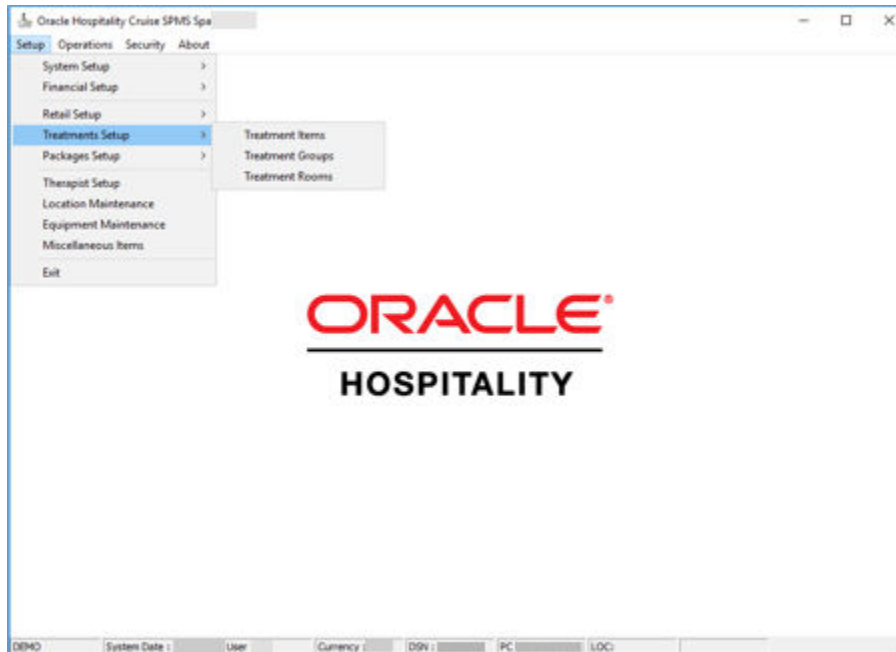 Oracle Hospitality Cruise SPMS Spa
Setup Operations Security About
System Setup
Financial Setup
Retail Setup
Treatments Setup
Packages Setup
Therapist Setup
Location Maintenance
Equipment Maintenance
Miscellaneous Items
Exit
Treatment Items
Treatment Groups
Treatment Rooms
ORACLE®
HOSPITALITY
DEMO System Date : User Currency : DSN : PC LOC: